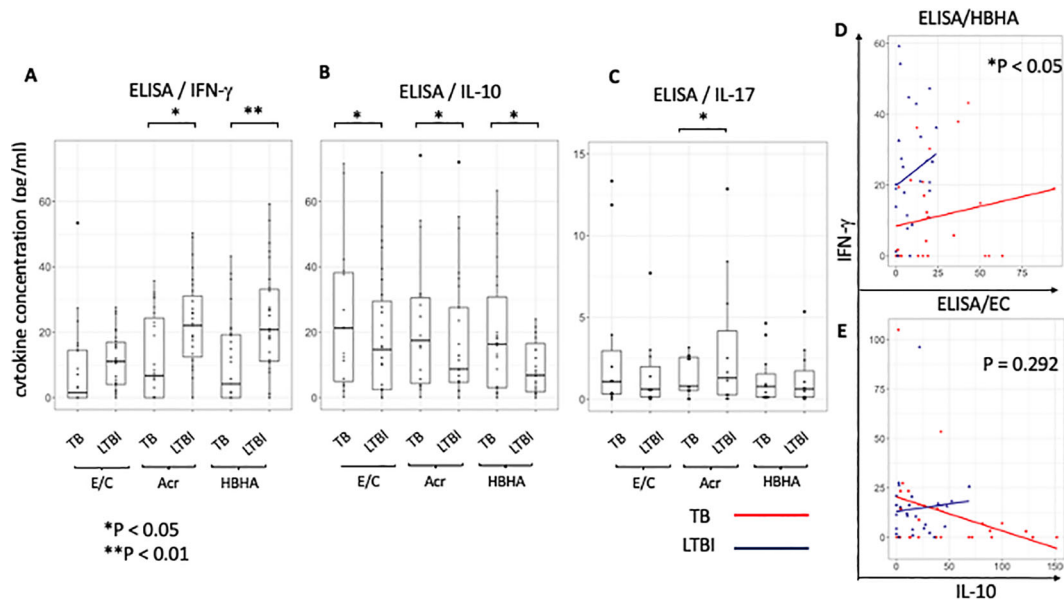 A
ELISA / IFN-γ
*
**
cytokine concentration (pg/ml)
60
40
20
0
TB
LTBI
TB
LTBI
TB
LTBI
E/C
Acr
HBHA
*P < 0.05
**P < 0.01
B
ELISA / IL-10
*
*
*
60
40
20
0
TB
LTBI
TB
LTBI
TB
LTBI
E/C
Acr
HBHA
C
ELISA / IL-17
*
15
10
5
0
TB
LTBI
TB
LTBI
TB
LTBI
E/C
Acr
HBHA
TB
LTBI
D
ELISA/HBHA
*P < 0.05
60
40
20
0
0
25
50
75
IFN-γ
E
ELISA/EC
P = 0.292
100
75
50
25
0
0
50
100
150
IL-10